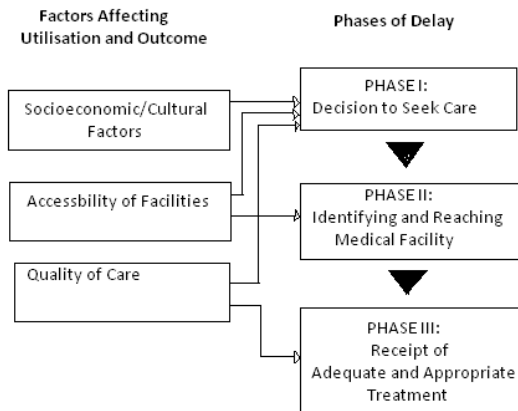 Factors Affecting
Utilisation and Outcome
Socioeconomic/Cultural
Factors
Accessbility of Facilities
Quality of Care
Phases of Delay
PHASE I:
Decision to Seek Care
PHASE II:
Identifying and Reaching
Medical Facility
PHASE III:
Receipt of
Adequate and Appropriate
Treatment